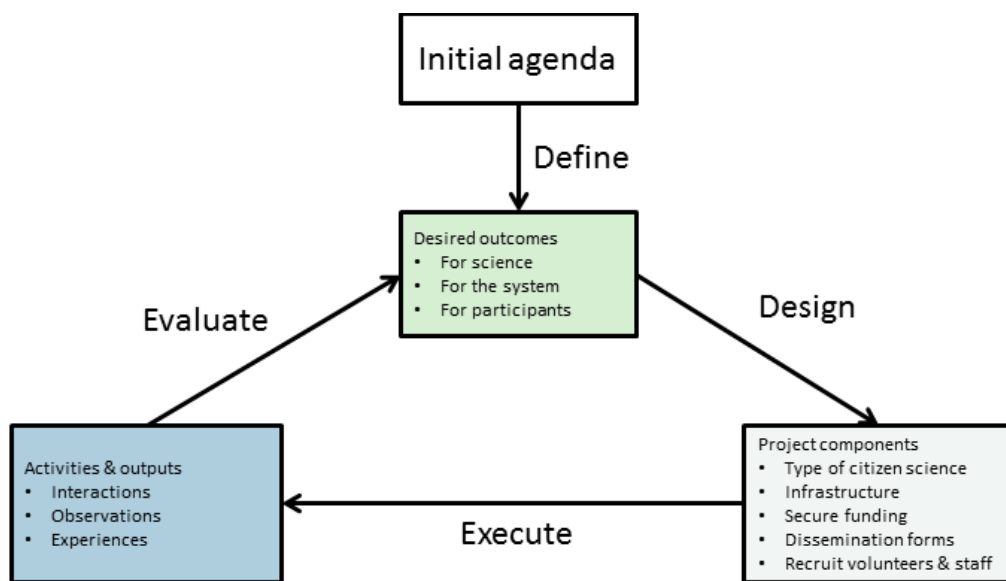 Initial agenda
Define
Desired outcomes
• For science
• For the system
• For participants
Evaluate
Design
Activities & outputs
• Interactions
• Observations
• Experiences
Project components
• Type of citizen science
• Infrastructure
• Secure funding
• Dissemination forms
• Recruit volunteers & staff
Execute